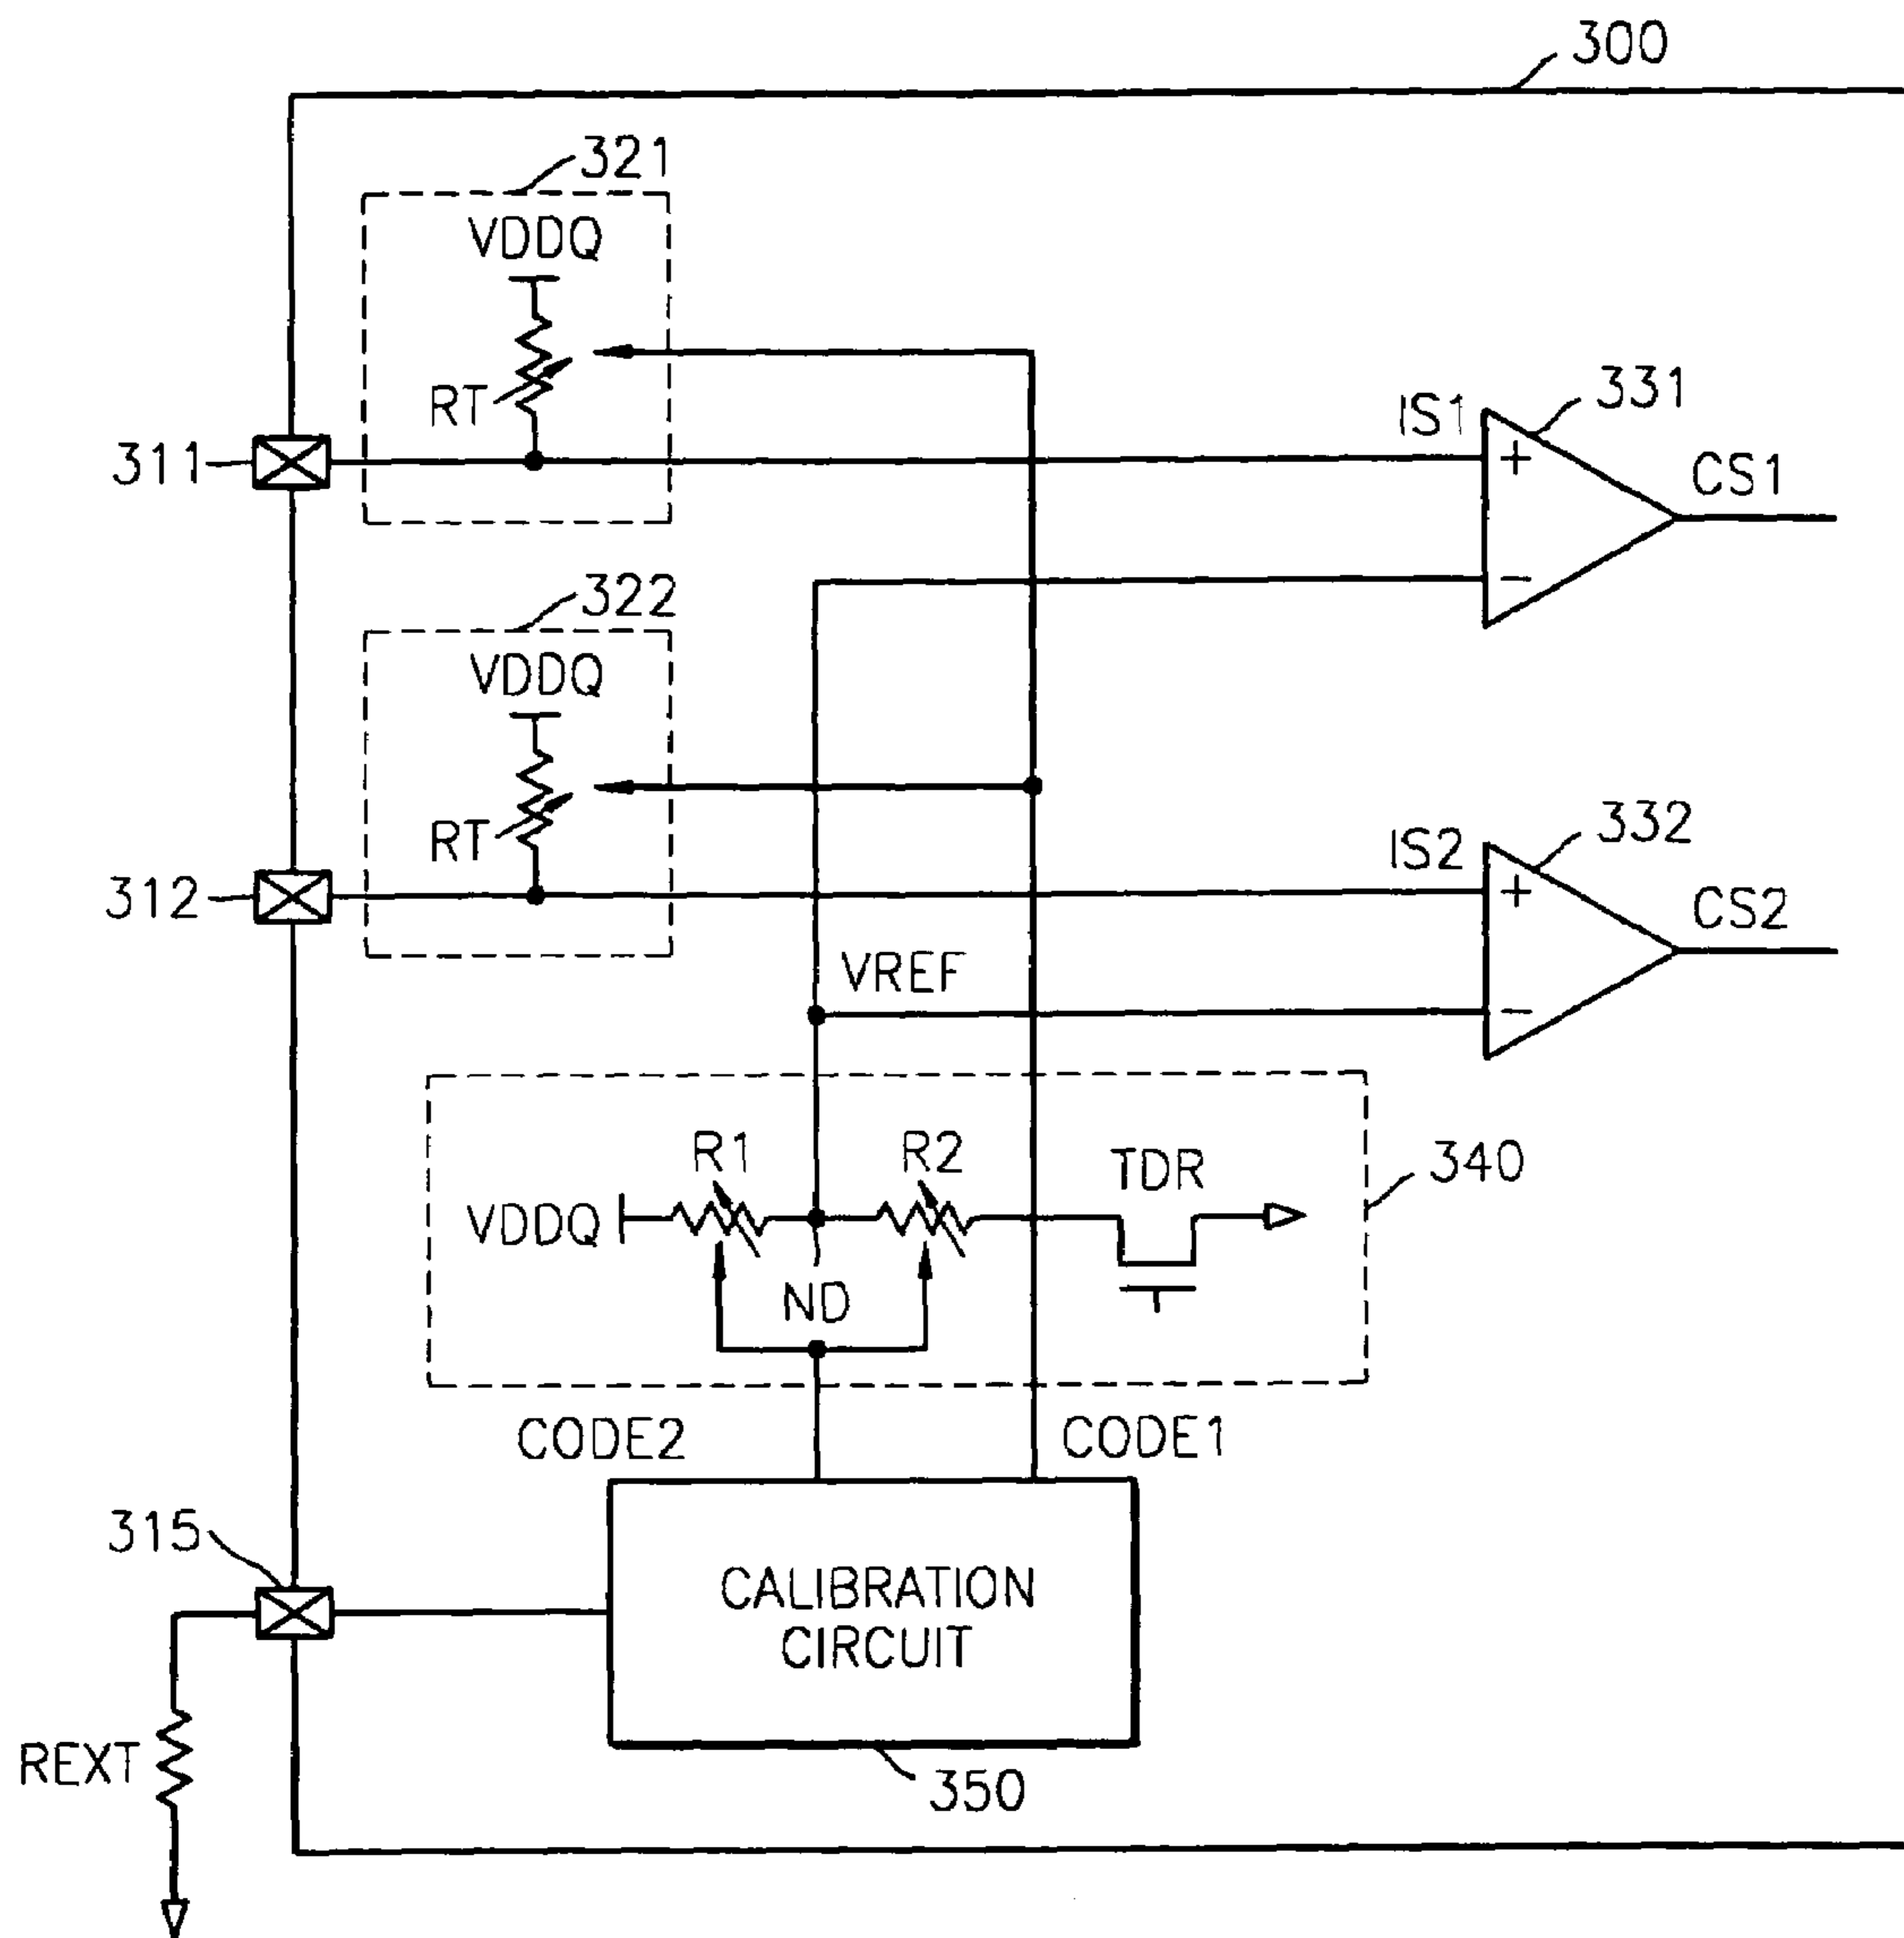 300
321
VDDQ
RT
311
IS1
331
+
CS1
−
322
VDDQ
RT
312
IS2
332
+
CS2
−
VREF
R1
R2
TDR
340
VDDQ
ND
CODE2
CODE1
315
CALIBRATION
CIRCUIT
REXT
350